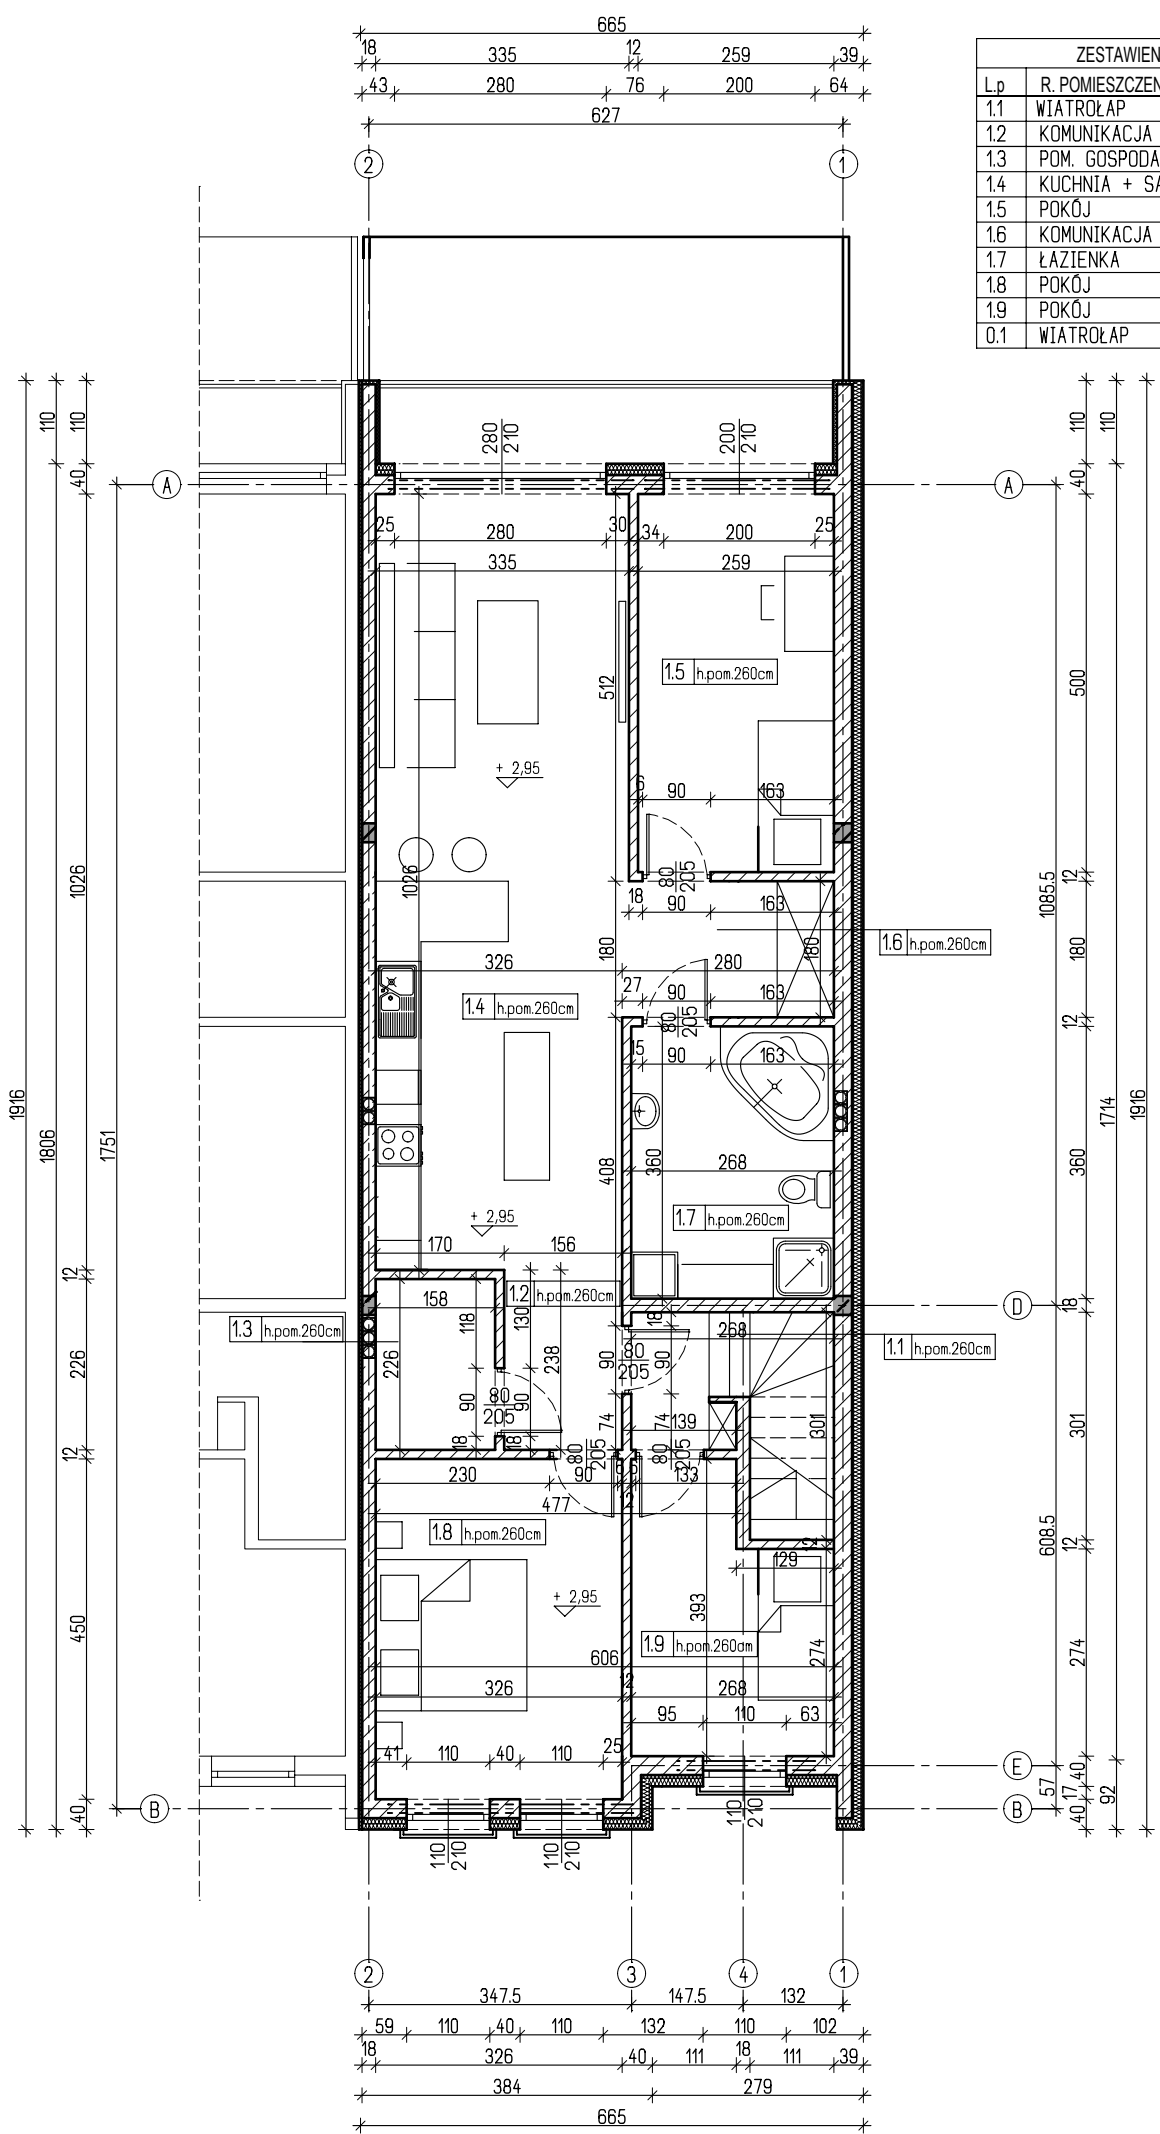 665
18 335 12 259 39
43 280 76 200 64
627
2 1
ZESTAWIEN
L.p R. POMIESZCZEN
1.1 WIATROŁAP
1.2 KOMUNIKACJA
1.3 POM. GOSPODA
1.4 KUCHNIA + SA
1.5 POKÓJ
1.6 KOMUNIKACJA
1.7 ŁAZIENKA
1.8 POKÓJ
1.9 POKÓJ
0.1 WIATROŁAP
110 110 110 110
280 210 200 210
A 40 A 40
25 280 30 34 200 25
335 259
1.5 h.pom.260cm
512 500
+ 2,95
6 90 163
1026 1026 80 205 1085.5 12
18 90 163
180 180 180
1.6 h.pom.260cm
326 280
27 90 163
1.4 h.pom.260cm
80 205 12
15 90 163
1916 1806 1751 1714 1916
408 360 268 360
1.7 h.pom.260cm
+ 2,95
170 156
12 1.2 h.pom.260cm
158 118 130 18 D 18
1.3 h.pom.260cm
268
1.1 h.pom.260cm
226 226 238 90 80 205 90
90 80 205 90 74 74 139 301 301
18 18 12
80 205 80 205
230 90 6 5 133
477 12
1.8 h.pom.260cm
608.5 12 12
129
+ 2,95
450 393 274 274
1.9 h.pom.260cm
606
326 12 268
95 110 63
41 110 40 110 25
E 40
57 17 92
B 40 B 40
110 210 110 210 110 210
2 3 4 1
347.5 147.5 132
59 110 40 110 132 110 102
18 326 40 111 18 111 39
384 279
665